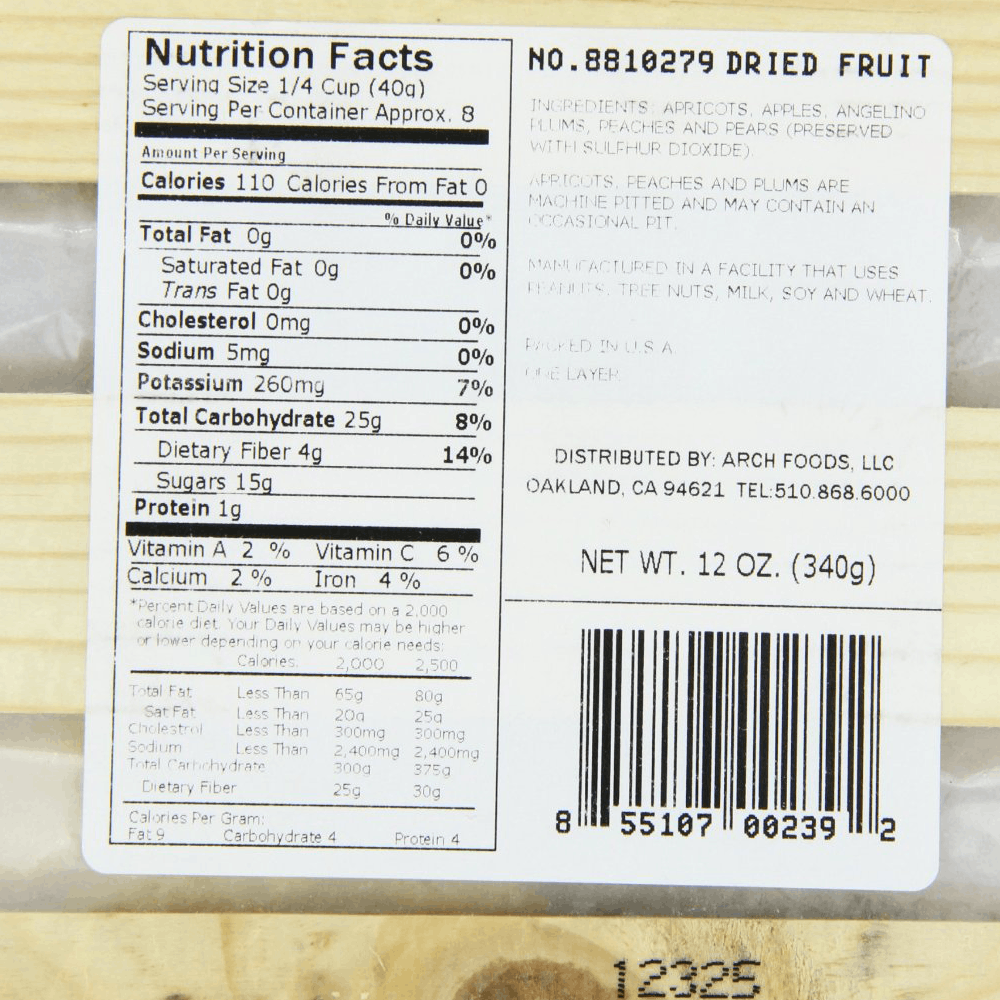 Nutrition Facts
Serving Size 1/4 Cup (40g)
Serving Per Container Approx. 8
Amount Per Serving
Calories 110 Calories From Fat 0
% Daily Value*
Total Fat 0g 0%
Saturated Fat 0g 0%
Trans Fat 0g
Cholesterol 0mg 0%
Sodium 5mg 0%
Potassium 260mg 7%
Total Carbohydrate 25g 8%
Dietary Fiber 4g 14%
Sugars 15g
Protein 1g
Vitamin A 2 % Vitamin C 6 %
Calcium 2 % Iron 4 %
*Percent Daily Values are based on a 2,000
calorie diet. Your Daily Values may be higher
or lower depending on your calorie needs:
Calories. 2,000 2,500
Total Fat Less Than 65g 80g
Sat Fat Less Than 20g 25g
Cholestrol Less Than 300mg 300mg
Sodium Less Than 2,400mg 2,400mg
Total Carbohydrate 300g 375g
Dietary Fiber 25g 30g
Calories Per Gram:
Fat 9 Carbohydrate 4 Protein 4
NO.8810279 DRIED FRUIT
INGREDIENTS: APRICOTS, APPLES, ANGELINO
PLUMS, PEACHES AND PEARS (PRESERVED
WITH SULFHUR DIOXIDE).
APRICOTS, PEACHES AND PLUMS ARE
MACHINE PITTED AND MAY CONTAIN AN
OCCASIONAL PIT.
MANUFACTURED IN A FACILITY THAT USES
PEANUTS, TREE NUTS, MILK, SOY AND WHEAT.
PACKED IN U.S.A.
ONE LAYER
DISTRIBUTED BY: ARCH FOODS, LLC
OAKLAND, CA 94621 TEL:510.868.6000
NET WT. 12 OZ. (340g)
8 55107 00239 2
12325